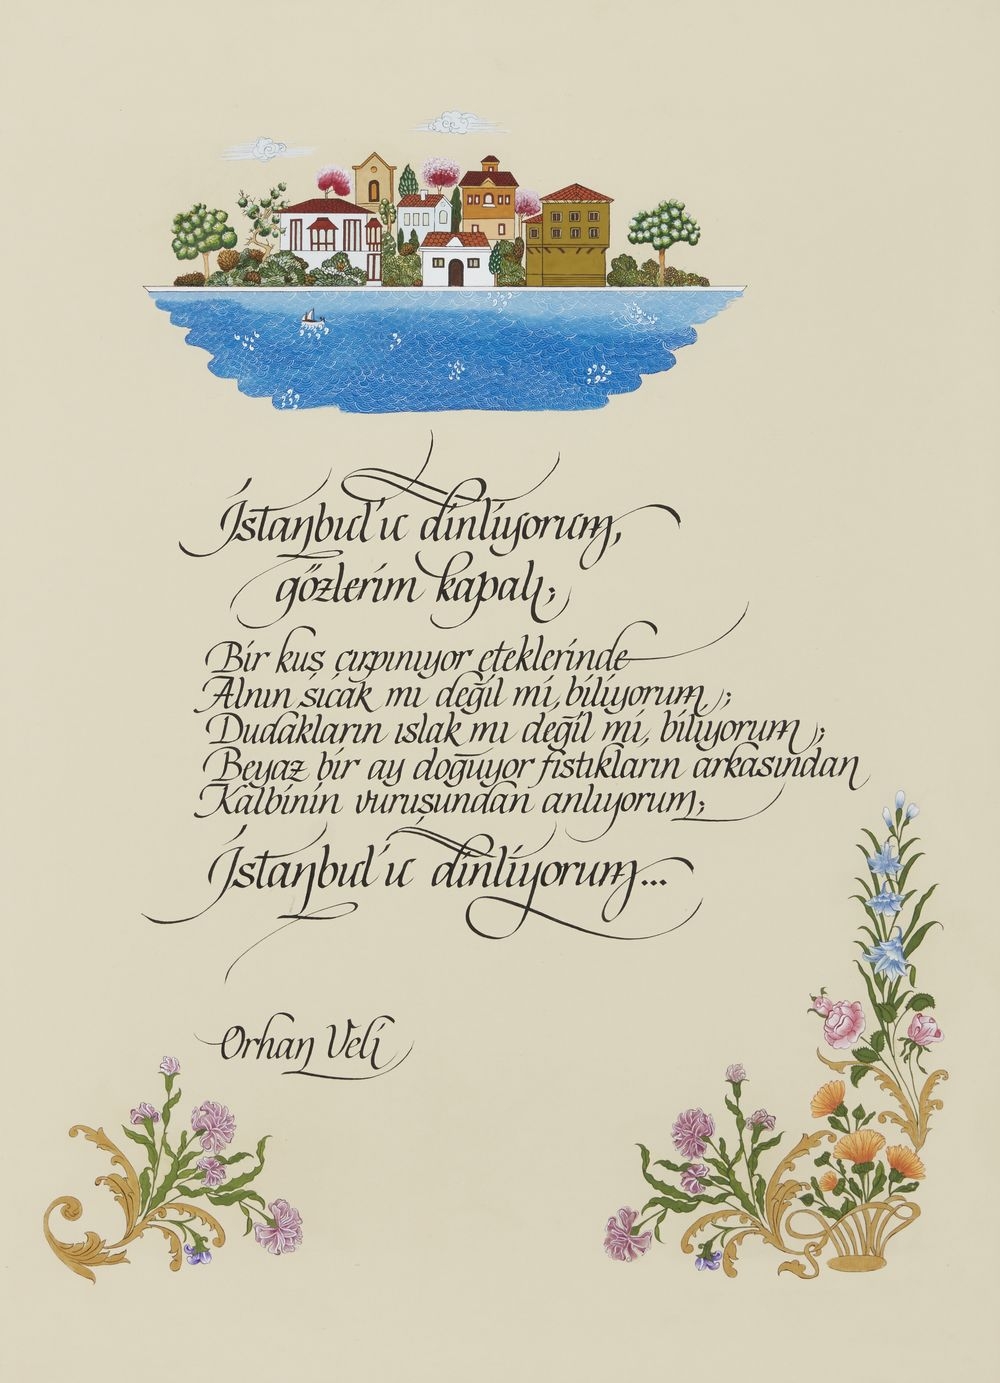 İstanbul'u dinliyorum,
gözlerim kapalı;
Bir kuş çırpınıyor eteklerinde
Alnın sıcak mı değil mi, biliyorum;
Dudakların ıslak mı değil mi, biliyorum;
Beyaz bir ay doğuyor fıstıkların arkasından
Kalbinin vuruşundan anlıyorum;
İstanbul'u dinliyorum...
Orhan Veli